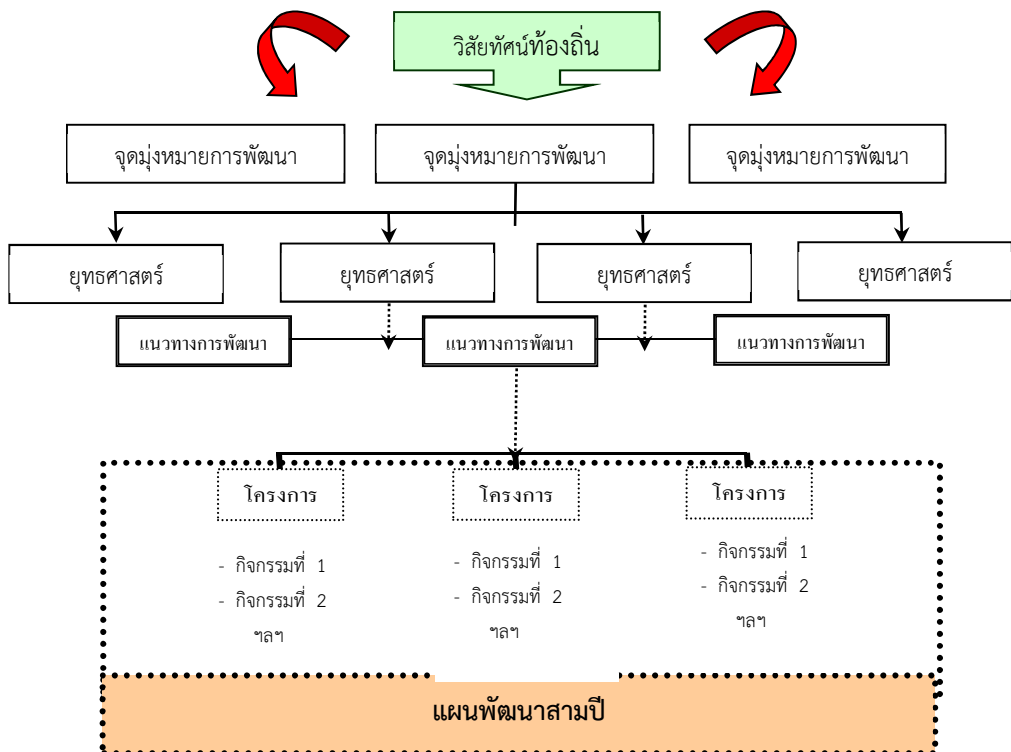 วิสัยทัศน์ท้องถิ่น
จุดมุ่งหมายการพัฒนา
จุดมุ่งหมายการพัฒนา
จุดมุ่งหมายการพัฒนา
ยุทธศาสตร์
ยุทธศาสตร์
ยุทธศาสตร์
ยุทธศาสตร์
แนวทางการพัฒนา
แนวทางการพัฒนา
แนวทางการพัฒนา
โครงการ
- กิจกรรมที่ 1
- กิจกรรมที่ 2
ฯลฯ
โครงการ
- กิจกรรมที่ 1
- กิจกรรมที่ 2
ฯลฯ
โครงการ
- กิจกรรมที่ 1
- กิจกรรมที่ 2
ฯลฯ
แผนพัฒนาสามปี